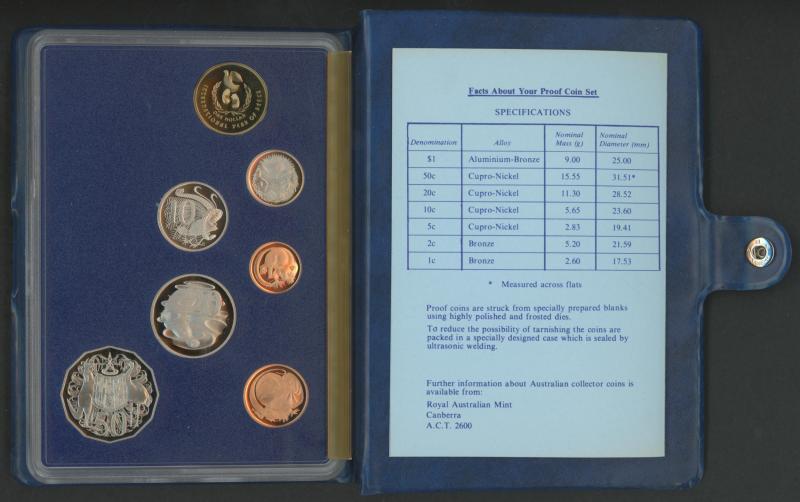 INTERNATIONAL YEAR OF PEACE
ONE DOLLAR
10
50
Facts About Your Proof Coin Set
SPECIFICATIONS
Denomination Alloy Nominal Mass (g) Nominal Diameter (mm)
$1 Aluminium-Bronze 9.00 25.00
50c Cupro-Nickel 15.55 31.51*
20c Cupro-Nickel 11.30 28.52
10c Cupro-Nickel 5.65 23.60
5c Cupro-Nickel 2.83 19.41
2c Bronze 5.20 21.59
1c Bronze 2.60 17.53
* Measured across flats
Proof coins are struck from specially prepared blanks
using highly polished and frosted dies.
To reduce the possibility of tarnishing the coins are
packed in a specially designed case which is sealed by
ultrasonic welding.
Further information about Australian collector coins is
available from:
Royal Australian Mint
Canberra
A.C.T. 2600